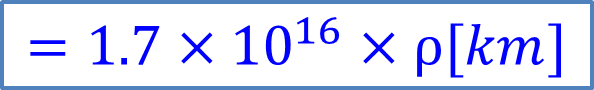 = 1.7 × 10¹⁶ × ρ[km]